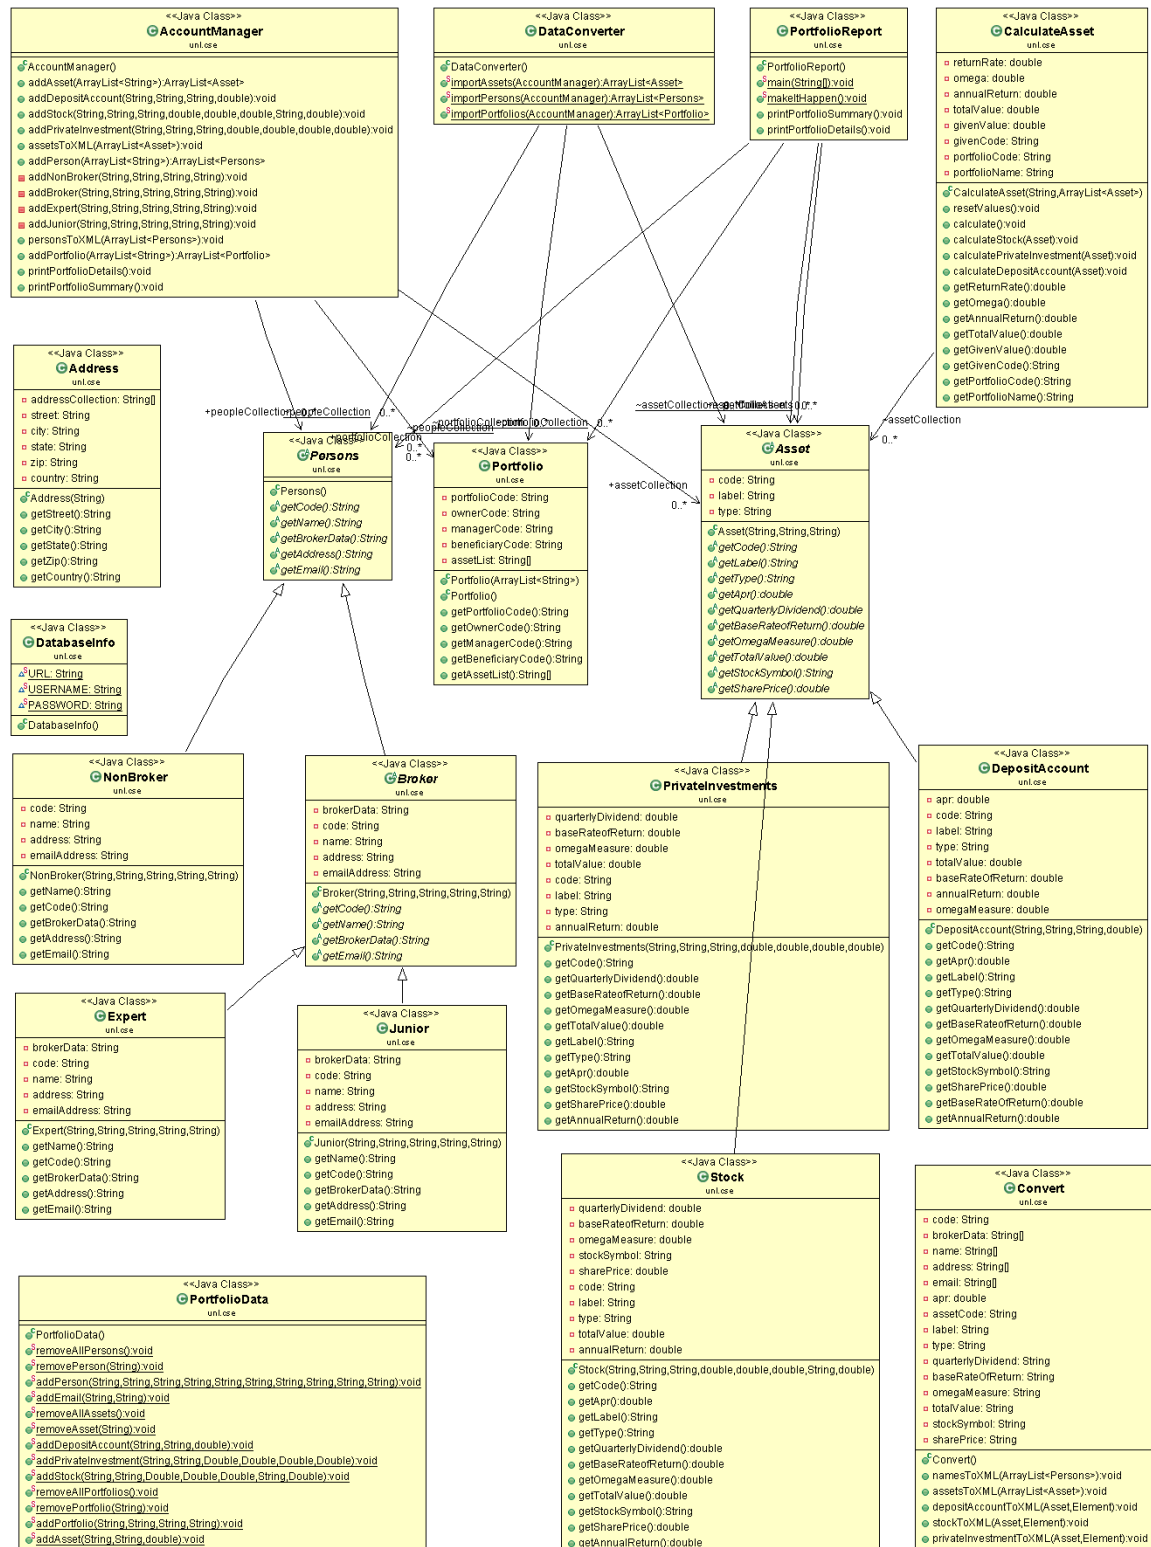 <<Java Class>>
AccountManager
unl.cse
AccountManager()
addAsset(ArrayList<String>):ArrayList<Asset>
addDepositAccount(String,String,String,double):void
addStock(String,String,String,double,double,double,String,double):void
addPrivateInvestment(String,String,String,double,double,double,double):void
assetsToXML(ArrayList<Asset>):void
addPerson(ArrayList<String>):ArrayList<Persons>
addNonBroker(String,String,String,String,String):void
addBroker(String,String,String,String,String):void
addExpert(String,String,String,String,String):void
addJunior(String,String,String,String,String):void
personsToXML(ArrayList<Persons>):void
addPortfolio(ArrayList<String>):ArrayList<Portfolio>
printPortfolioDetails():void
printPortfolioSummary():void
<<Java Class>>
DataConverter
unl.cse
DataConverter()
importAssets(AccountManager):ArrayList<Asset>
importPersons(AccountManager):ArrayList<Persons>
importPortfolios(AccountManager):ArrayList<Portfolio>
<<Java Class>>
PortfolioReport
unl.cse
PortfolioReport()
main(String[]):void
makeItHappen():void
printPortfolioSummary():void
printPortfolioDetails():void
<<Java Class>>
CalculateAsset
unl.cse
returnRate: double
omega: double
annualReturn: double
totalValue: double
givenValue: double
givenCode: String
portfolioCode: String
portfolioName: String
CalculateAsset(String,ArrayList<Asset>)
resetValues():void
calculate():void
calculateStock(Asset):void
calculatePrivateInvestment(Asset):void
calculateDepositAccount(Asset):void
getReturnRate():double
getOmega():double
getAnnualReturn():double
getTotalValue():double
getGivenValue():double
getGivenCode():String
getPortfolioCode():String
getPortfolioName():String
<<Java Class>>
Address
unl.cse
addressCollection: String[]
street: String
city: String
state: String
zip: String
country: String
Address(String)
getStreet():String
getCity():String
getState():String
getZip():String
getCountry():String
+peopleCollection
0..*
0..*
0..*
0..*
~assetCollection
0..*
+assetCollection
0..*
<<Java Class>>
Persons
unl.cse
Persons()
getCode():String
getName():String
getBrokerData():String
getAddress():String
getEmail():String
<<Java Class>>
Portfolio
unl.cse
portfolioCode: String
ownerCode: String
managerCode: String
beneficiaryCode: String
assetList: String[]
Portfolio(ArrayList<String>)
Portfolio()
getPortfolioCode():String
getOwnerCode():String
getManagerCode():String
getBeneficiaryCode():String
getAssetList():String[]
<<Java Class>>
Asset
unl.cse
code: String
label: String
type: String
Asset(String,String,String)
getCode():String
getLabel():String
getType():String
getApr():double
getQuarterlyDividend():double
getBaseRateofReturn():double
getOmegaMeasure():double
getTotalValue():double
getStockSymbol():String
getSharePrice():double
<<Java Class>>
DatabaseInfo
unl.cse
URL: String
USERNAME: String
PASSWORD: String
DatabaseInfo()
<<Java Class>>
NonBroker
unl.cse
code: String
name: String
address: String
emailAddress: String
NonBroker(String,String,String,String,String)
getName():String
getCode():String
getBrokerData():String
getAddress():String
getEmail():String
<<Java Class>>
Broker
unl.cse
brokerData: String
code: String
name: String
address: String
emailAddress: String
Broker(String,String,String,String,String)
getCode():String
getName():String
getBrokerData():String
getEmail():String
<<Java Class>>
PrivateInvestments
unl.cse
quarterlyDividend: double
baseRateofReturn: double
omegaMeasure: double
totalValue: double
code: String
label: String
type: String
annualReturn: double
PrivateInvestments(String,String,String,double,double,double,double)
getCode():String
getQuarterlyDividend():double
getBaseRateofReturn():double
getOmegaMeasure():double
getTotalValue():double
getLabel():String
getType():String
getApr():double
getStockSymbol():String
getSharePrice():double
getAnnualReturn():double
<<Java Class>>
DepositAccount
unl.cse
apr: double
code: String
label: String
type: String
totalValue: double
baseRateOfReturn: double
annualReturn: double
omegaMeasure: double
DepositAccount(String,String,String,double)
getCode():String
getApr():double
getLabel():String
getType():String
getQuarterlyDividend():double
getBaseRateofReturn():double
getOmegaMeasure():double
getTotalValue():double
getStockSymbol():String
getSharePrice():double
getBaseRateOfReturn():double
getAnnualReturn():double
<<Java Class>>
Expert
unl.cse
brokerData: String
code: String
name: String
address: String
emailAddress: String
Expert(String,String,String,String,String)
getName():String
getCode():String
getBrokerData():String
getAddress():String
getEmail():String
<<Java Class>>
Junior
unl.cse
brokerData: String
code: String
name: String
address: String
emailAddress: String
Junior(String,String,String,String,String)
getName():String
getCode():String
getBrokerData():String
getAddress():String
getEmail():String
<<Java Class>>
Stock
unl.cse
quarterlyDividend: double
baseRateofReturn: double
omegaMeasure: double
stockSymbol: String
sharePrice: double
code: String
label: String
type: String
totalValue: double
annualReturn: double
Stock(String,String,String,double,double,double,String,double)
getCode():String
getApr():double
getLabel():String
getType():String
getQuarterlyDividend():double
getBaseRateofReturn():double
getOmegaMeasure():double
getTotalValue():double
getStockSymbol():String
getSharePrice():double
getAnnualReturn():double
<<Java Class>>
Convert
unl.cse
code: String
brokerData: String[]
name: String[]
address: String[]
email: String[]
apr: double
assetCode: String
label: String
type: String
quarterlyDividend: String
baseRateOfReturn: String
omegaMeasure: String
totalValue: String
stockSymbol: String
sharePrice: String
Convert()
namesToXML(ArrayList<Persons>):void
assetsToXML(ArrayList<Asset>):void
depositAccountToXML(Asset,Element):void
stockToXML(Asset,Element):void
privateInvestmentToXML(Asset,Element):void
<<Java Class>>
PortfolioData
unl.cse
PortfolioData()
removeAllPersons():void
removePerson(String):void
addPerson(String,String,String,String,String,String,String,String,String):void
addEmail(String,String):void
removeAllAssets():void
removeAsset(String):void
addDepositAccount(String,String,double):void
addPrivateInvestment(String,String,Double,Double,Double,Double):void
addStock(String,String,Double,Double,Double,String,Double):void
removeAllPortfolios():void
removePortfolio(String):void
addPortfolio(String,String,String,String):void
addAsset(String,String,double):void